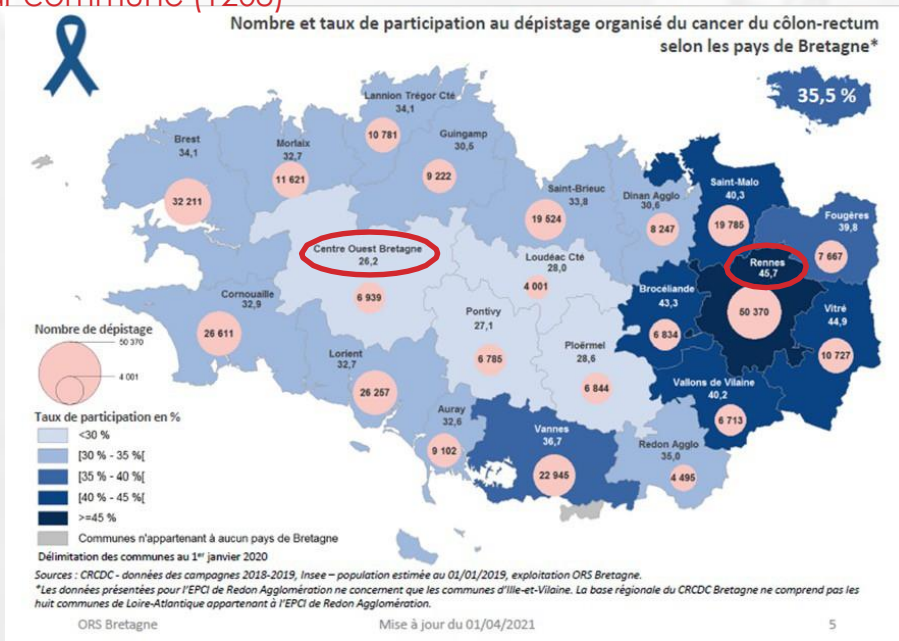 Nombre et taux de participation au dépistage organisé du cancer du côlon-rectum
selon les pays de Bretagne*
35,5 %
Lannion Trégor Cté
34,1
10 781
Guingamp
30,5
9 222
Brest
34,1
32 211
Morlaix
32,7
11 621
Saint-Brieuc
33,8
19 524
Dinan Agglo
30,6
8 247
Saint-Malo
40,3
19 785
Fougères
39,8
7 667
Centre Ouest Bretagne
26,2
6 939
Loudéac Cté
28,0
4 001
Rennes
45,7
50 370
Brocéliande
43,3
6 834
Vitré
44,9
10 727
Cornouaille
32,9
26 611
Pontivy
27,1
6 785
Ploërmel
28,6
6 844
Lorient
32,7
26 257
Vallons de Vilaine
40,2
6 713
Auray
32,6
9 102
Vannes
36,7
22 945
Redon Agglo
35,0
4 495
Nombre de dépistage
50 370
4 001
Taux de participation en %
<30 %
[30 % - 35 %[
[35 % - 40 %[
[40 % - 45 %[
>=45 %
Communes n'appartenant à aucun pays de Bretagne
Délimitation des communes au 1er janvier 2020
Sources : CRCDC - données des campagnes 2018-2019, Insee – population estimée au 01/01/2019, exploitation ORS Bretagne.
*Les données présentées pour l'EPCI de Redon Agglomération ne concernent que les communes d'Ille-et-Vilaine. La base régionale du CRCDC Bretagne ne comprend pas les
huit communes de Loire-Atlantique appartenant à l'EPCI de Redon Agglomération.
ORS Bretagne
Mise à jour du 01/04/2021
5